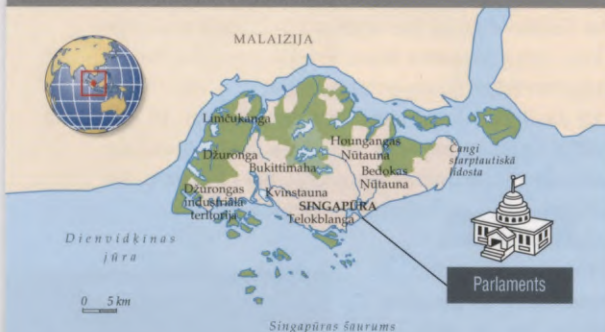 MALAIZIJA
Limčukanga
Džuronga
Bukittimaha
Houngangas
Nūtauna
Bedokas
Nūtauna
Čangi
starptautiskā
lidosta
Džurongas
industriālā
teritorija
Kvīnstauna
SINGAPŪRA
Telokblanga
Dienvidķīnas
jūra
Parlaments
0 5 km
Singapūras šaurums